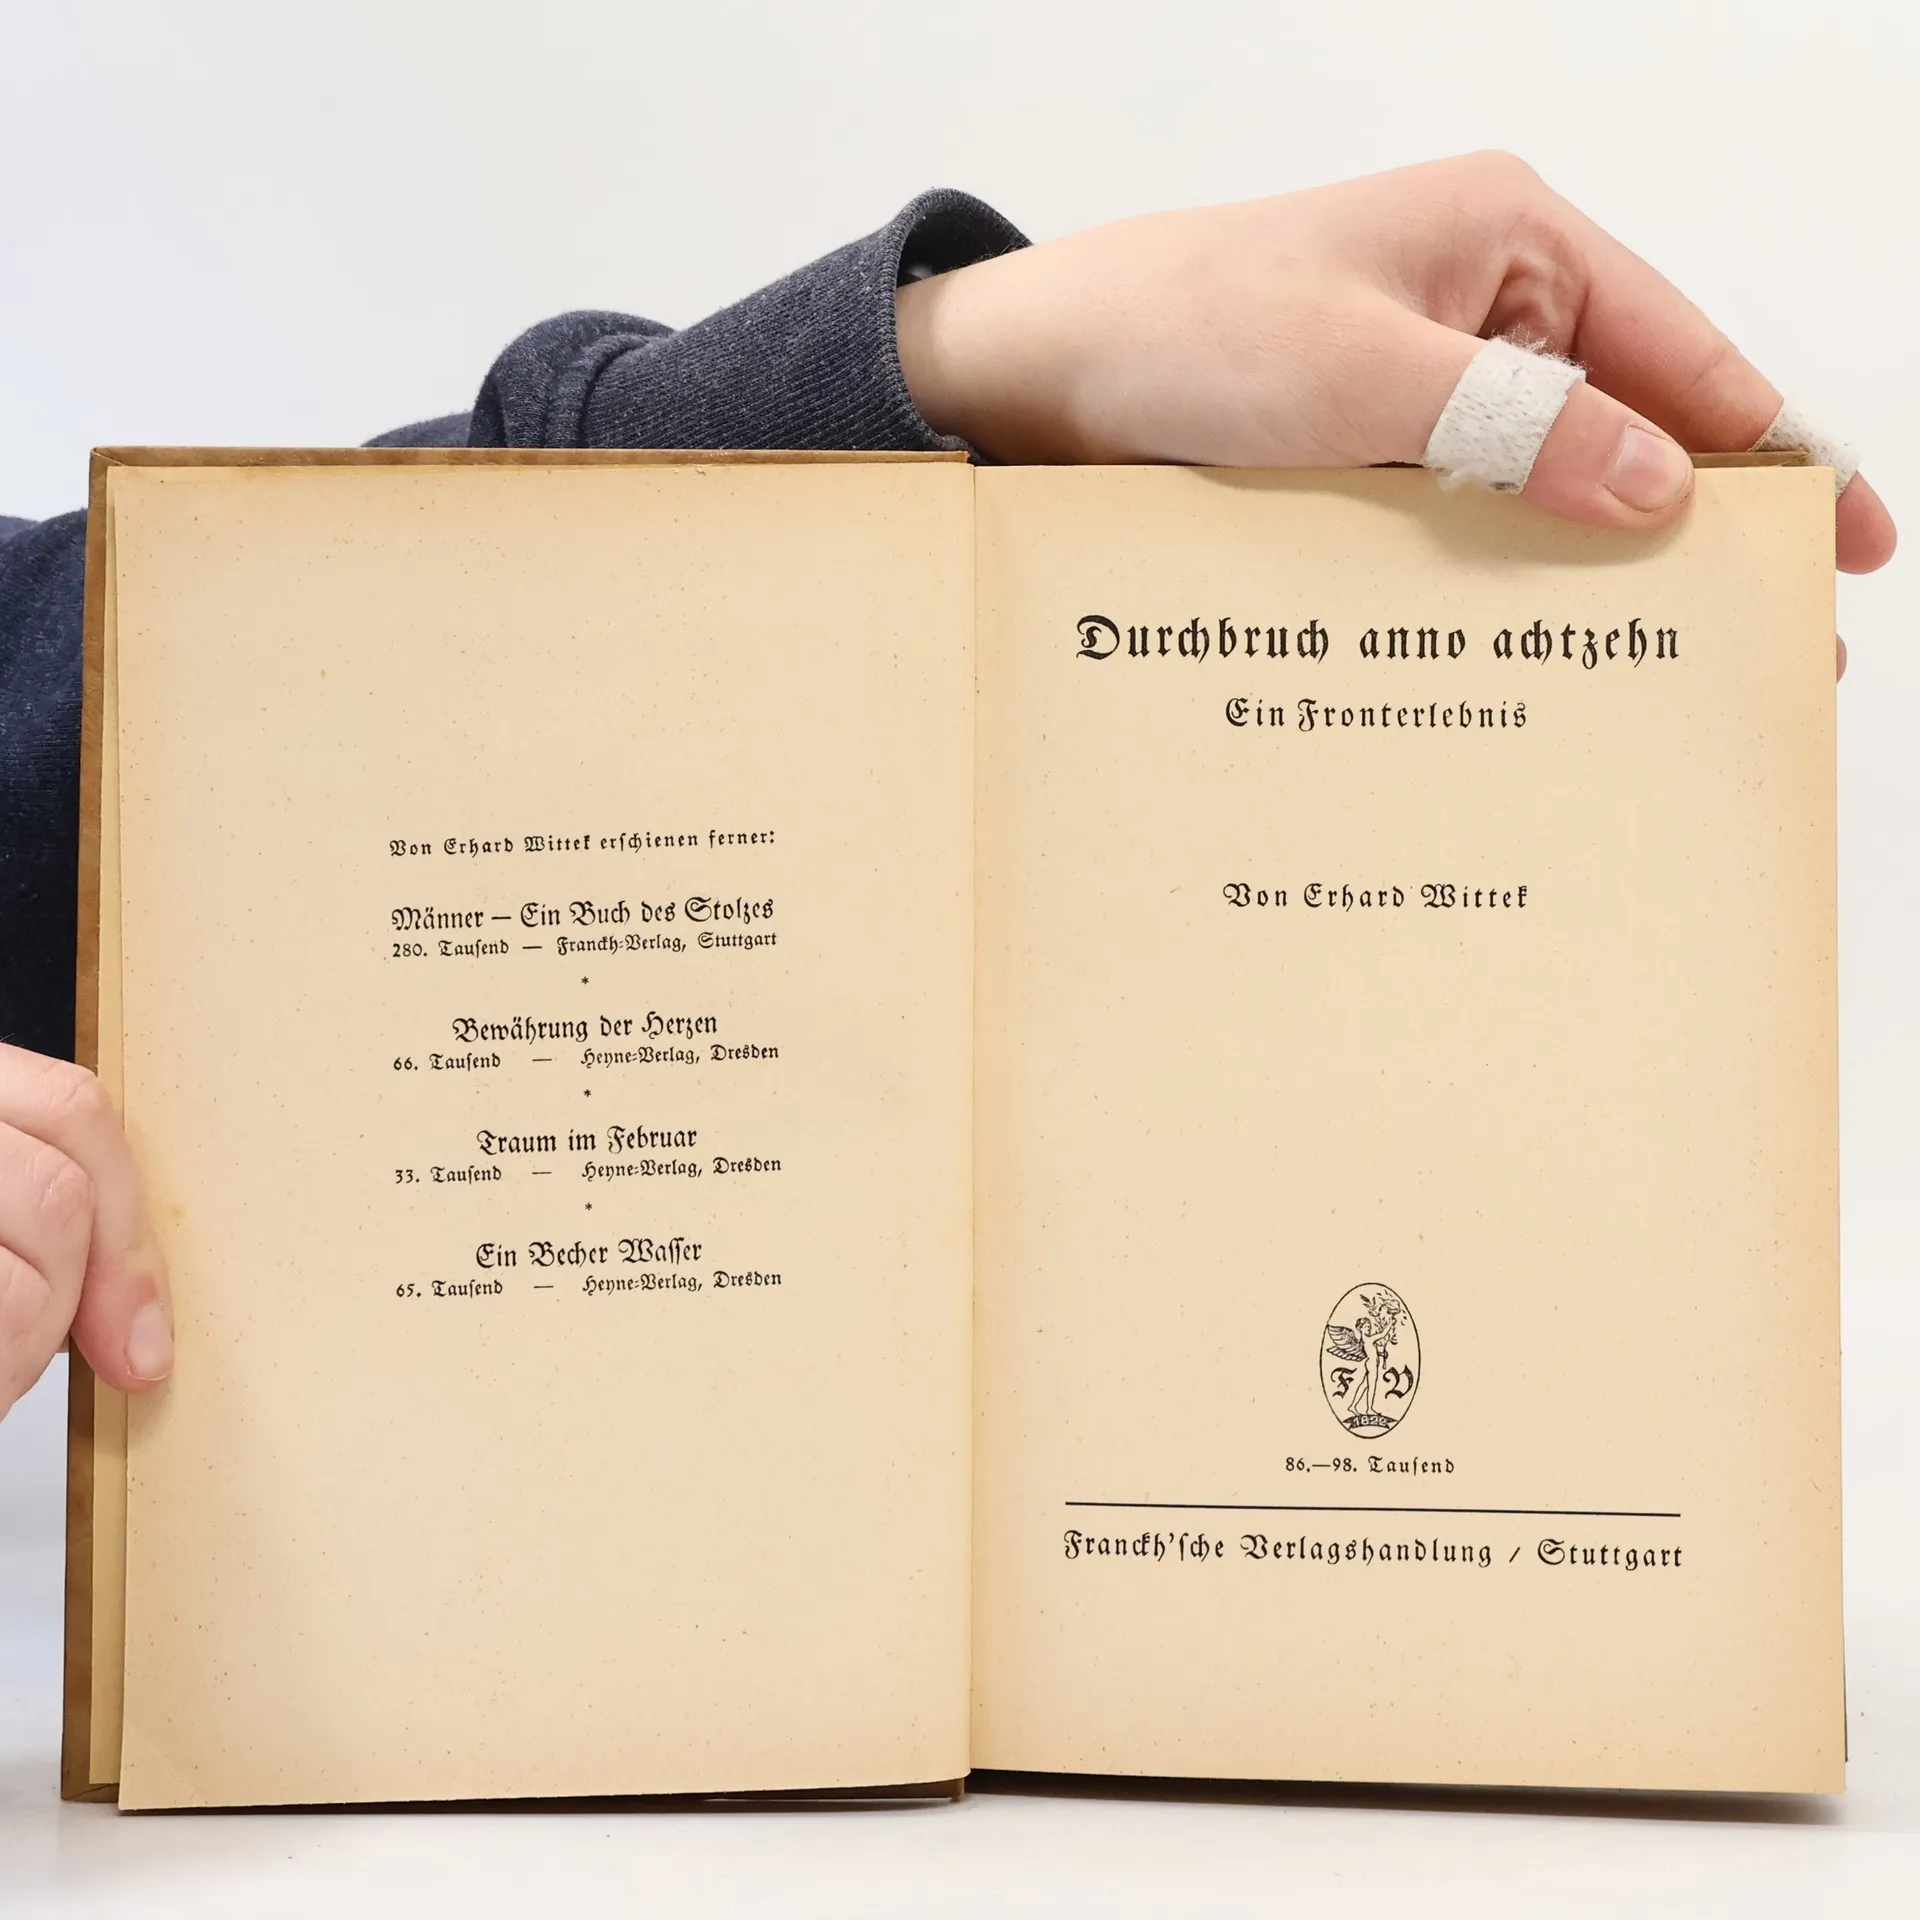 Von Erhard Wittek erſchienen ferner:
Männer — Ein Buch des Stolzes
280. Tauſend — Franckh-Verlag, Stuttgart
*
Bewährung der Herzen
66. Tauſend — Heyne-Verlag, Dresden
*
Traum im Februar
33. Tauſend — Heyne-Verlag, Dresden
*
Ein Becher Waſſer
65. Tauſend — Heyne-Verlag, Dresden
Durchbruch anno achtzehn
Ein Fronterlebnis
Von Erhard Wittek
F V
1822
86.—98. Tauſend
Franckh'ſche Verlagshandlung / Stuttgart